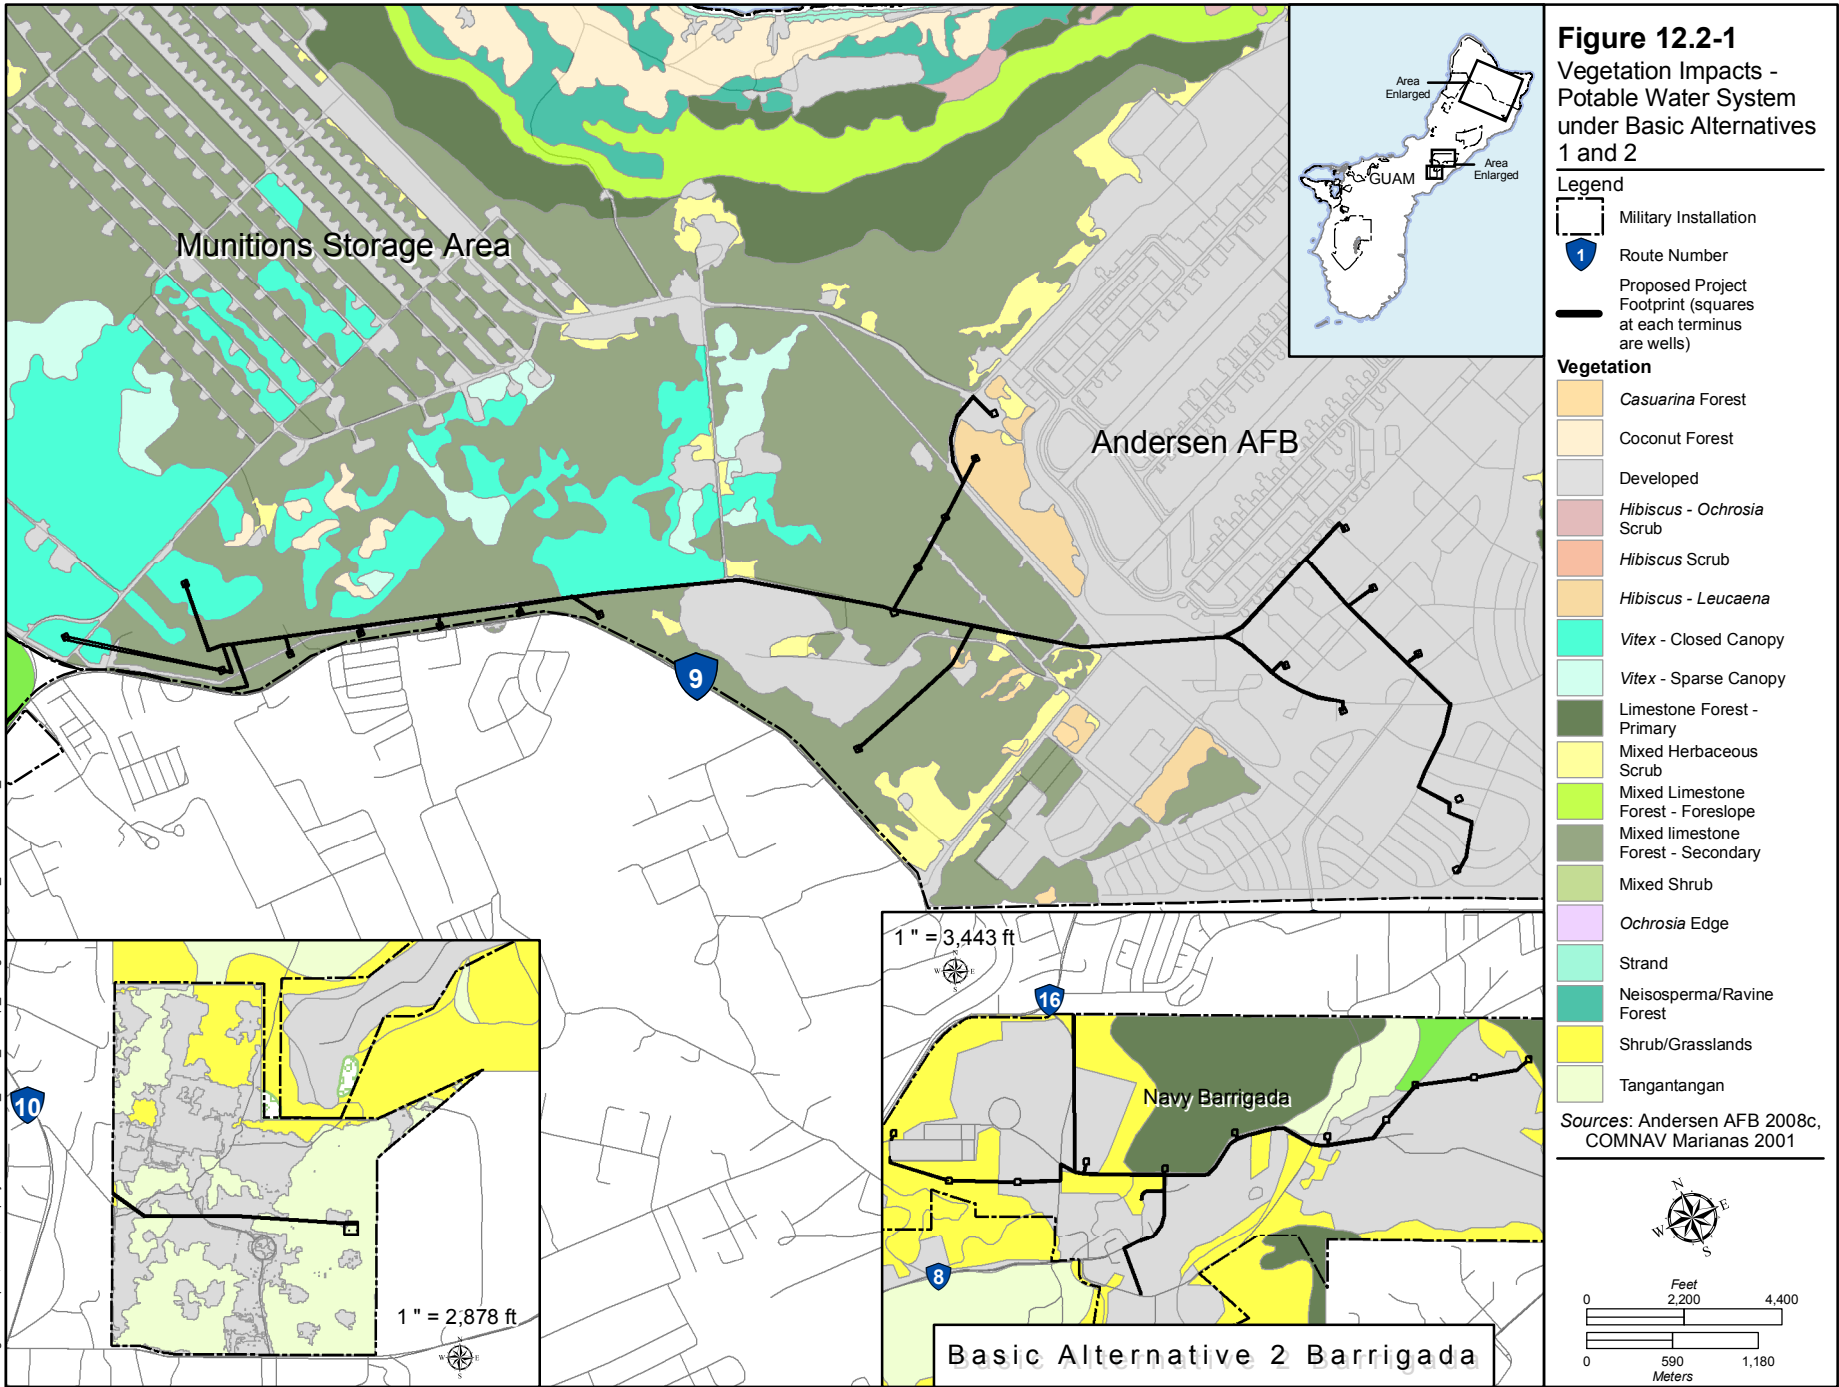 Munitions Storage Area
Andersen AFB
9
Area
Enlarged
Area
Enlarged
GUAM
Figure 12.2-1
Vegetation Impacts -
Potable Water System
under Basic Alternatives
1 and 2
Legend
Military Installation
1
Route Number
Proposed Project
Footprint (squares
at each terminus
are wells)
Vegetation
Casuarina Forest
Coconut Forest
Developed
Hibiscus - Ochrosia
Scrub
Hibiscus Scrub
Hibiscus - Leucaena
Vitex - Closed Canopy
Vitex - Sparse Canopy
Limestone Forest -
Primary
Mixed Herbaceous
Scrub
Mixed Limestone
Forest - Foreslope
Mixed limestone
Forest - Secondary
Mixed Shrub
Ochrosia Edge
Strand
Neisosperma/Ravine
Forest
Shrub/Grasslands
Tangantangan
Sources: Andersen AFB 2008c,
COMNAV Marianas 2001
N
W E
S
Feet
0 2,200 4,400
0 590 1,180
Meters
10
1 " = 2,878 ft
N
W E
S
1 " = 3,443 ft
N
W E
S
16
Navy Barrigada
8
Basic Alternative 2 Barrigada